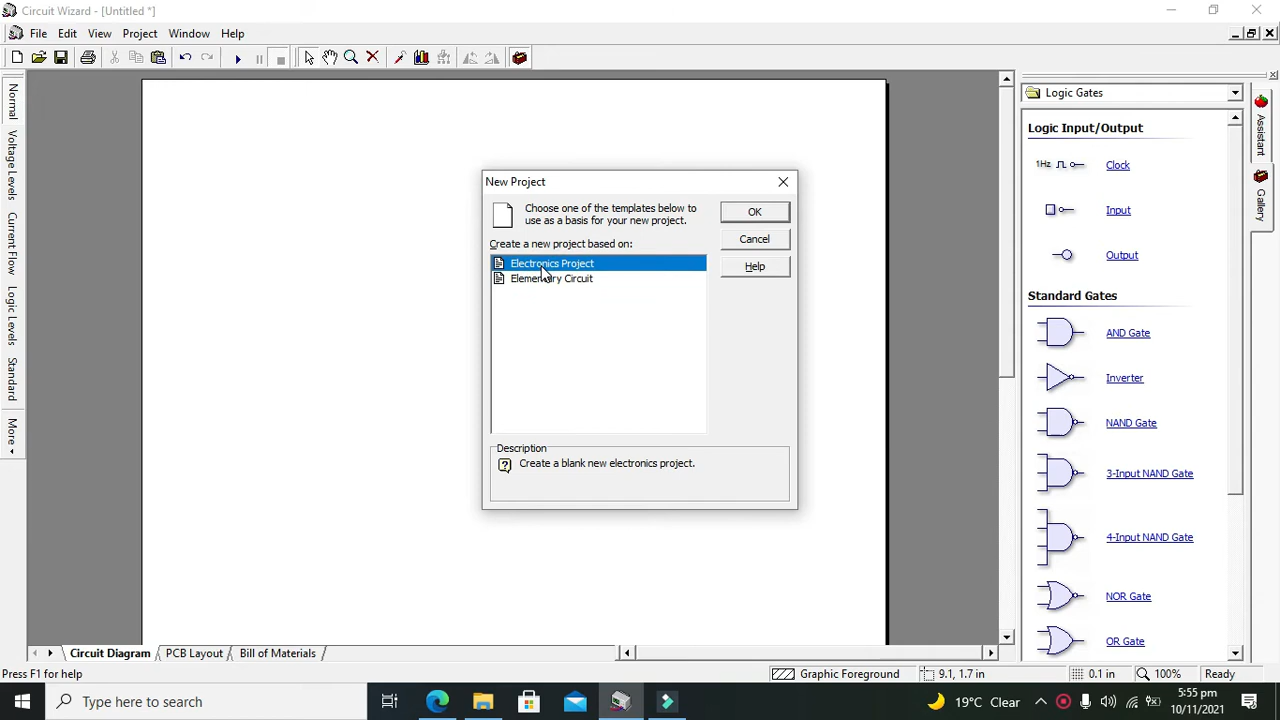 Circuit Wizard - [Untitled *]
File Edit View Project Window Help
Normal
Voltage Levels
Current Flow
Logic Levels
Standard
More
New Project
Choose one of the templates below to
use as a basis for your new project.
Create a new project based on:
Electronics Project
Elementary Circuit
OK
Cancel
Help
Description
Create a blank new electronics project.
Logic Gates
Logic Input/Output
1Hz Clock
Input
Output
Standard Gates
AND Gate
Inverter
NAND Gate
3-Input NAND Gate
4-Input NAND Gate
NOR Gate
OR Gate
Assistant
Gallery
Circuit Diagram PCB Layout Bill of Materials
Press F1 for help Graphic Foreground 9.1, 1.7 in 0.1 in 100% Ready
Type here to search 19°C Clear 5:55 pm
10/11/2021